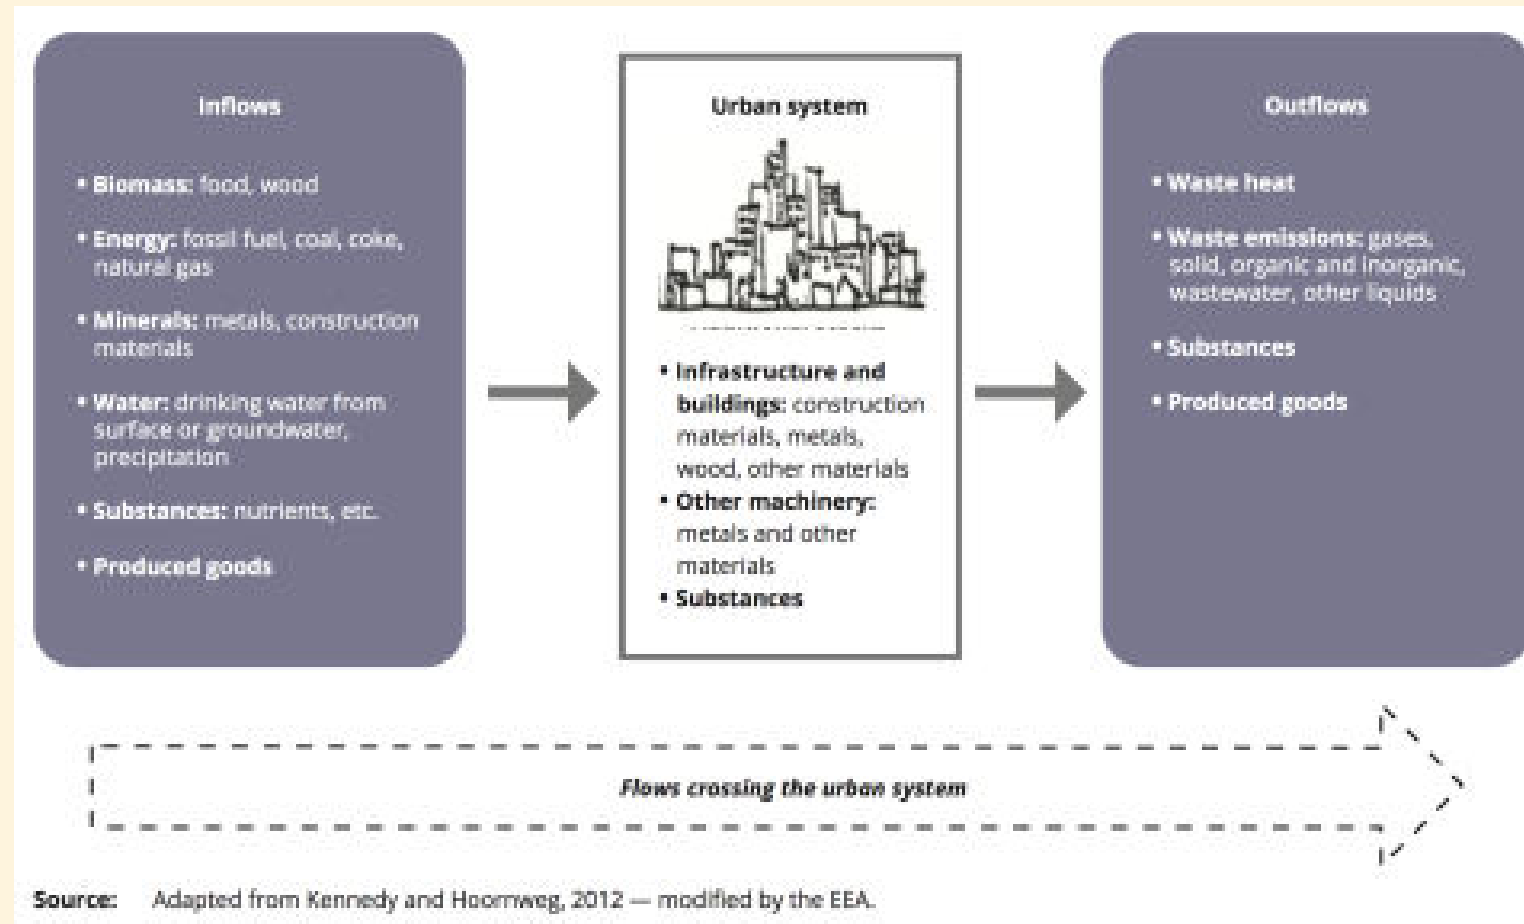 Inflows
• Biomass: food, wood
• Energy: fossil fuel, coal, coke,
natural gas
• Minerals: metals, construction
materials
• Water: drinking water from
surface or groundwater,
precipitation
• Substances: nutrients, etc.
• Produced goods
Urban system
• Infrastructure and
buildings: construction
materials, metals,
wood, other materials
• Other machinery:
metals and other
materials
• Substances
Outflows
• Waste heat
• Waste emissions: gases,
solid, organic and inorganic,
wastewater, other liquids
• Substances
• Produced goods
Flows crossing the urban system
Source: Adapted from Kennedy and Hoornweg, 2012 — modified by the EEA.